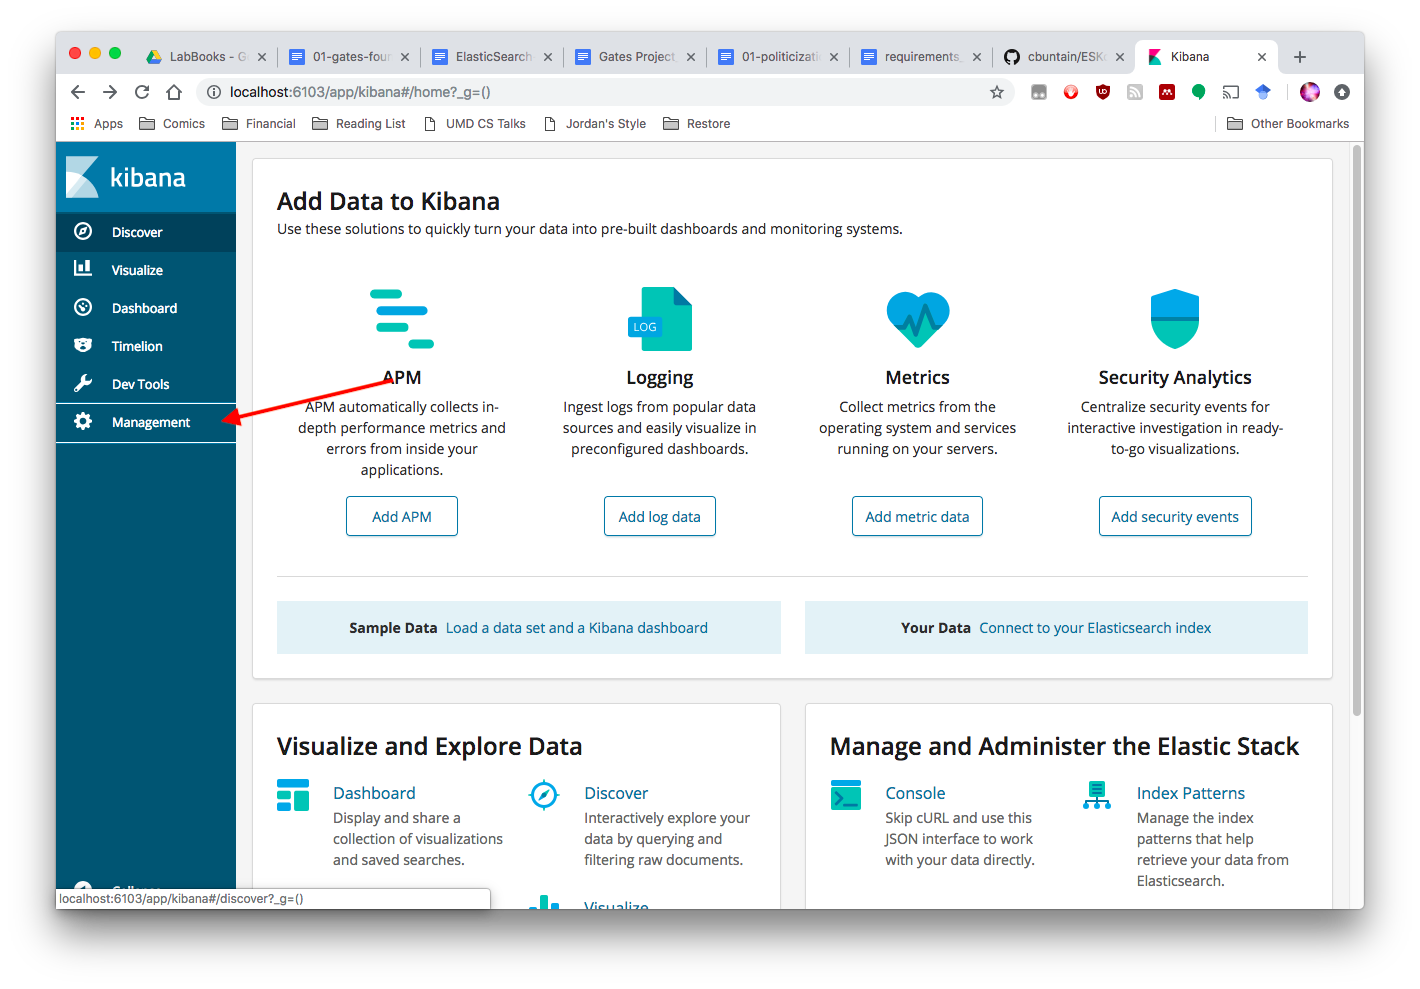 LabBooks - G
01-gates-four
ElasticSearch
Gates Project
01-politicizati
requirements_
cbuntain/ESK
Kibana
localhost:6103/app/kibana#/home?_g=()
Apps
Comics
Financial
Reading List
UMD CS Talks
Jordan's Style
Restore
Other Bookmarks
kibana
Discover
Visualize
Dashboard
Timelion
Dev Tools
Management
localhost:6103/app/kibana#/discover?_g=()
Add Data to Kibana
Use these solutions to quickly turn your data into pre-built dashboards and monitoring systems.
APM
APM automatically collects in-
depth performance metrics and
errors from inside your
applications.
Add APM
LOG
Logging
Ingest logs from popular data
sources and easily visualize in
preconfigured dashboards.
Add log data
Metrics
Collect metrics from the
operating system and services
running on your servers.
Add metric data
Security Analytics
Centralize security events for
interactive investigation in ready-
to-go visualizations.
Add security events
Sample Data Load a data set and a Kibana dashboard
Your Data Connect to your Elasticsearch index
Visualize and Explore Data
Dashboard
Display and share a
collection of visualizations
and saved searches.
Discover
Interactively explore your
data by querying and
filtering raw documents.
Visualize
Manage and Administer the Elastic Stack
Console
Skip cURL and use this
JSON interface to work
with your data directly.
Index Patterns
Manage the index
patterns that help
retrieve your data from
Elasticsearch.